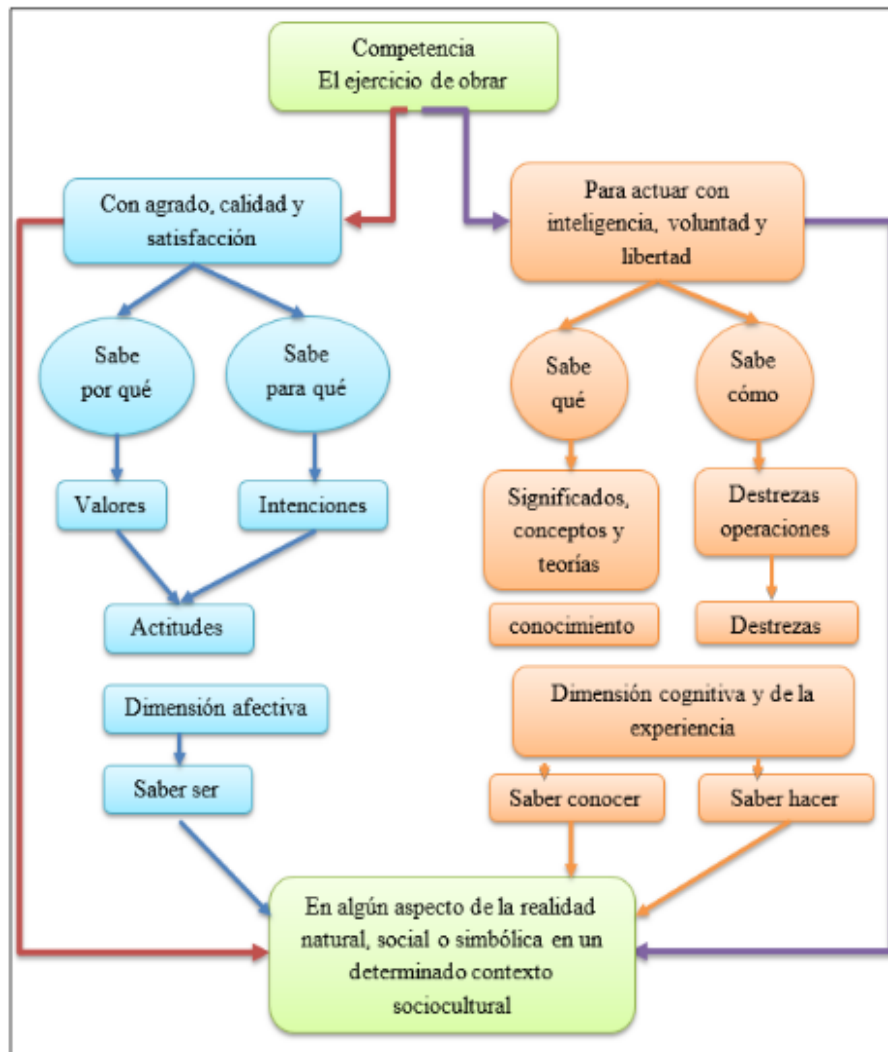 Competencia
El ejercicio de obrar
Con agrado, calidad y
satisfacción
Para actuar con
inteligencia, voluntad y
libertad
Sabe
por qué
Sabe
para qué
Sabe
qué
Sabe
cómo
Valores
Intenciones
Significados,
conceptos y
teorías
Destrezas
operaciones
Actitudes
conocimiento
Destrezas
Dimensión afectiva
Dimensión cognitiva y de la
experiencia
Saber ser
Saber conocer
Saber hacer
En algún aspecto de la realidad
natural, social o simbólica en un
determinado contexto
sociocultural